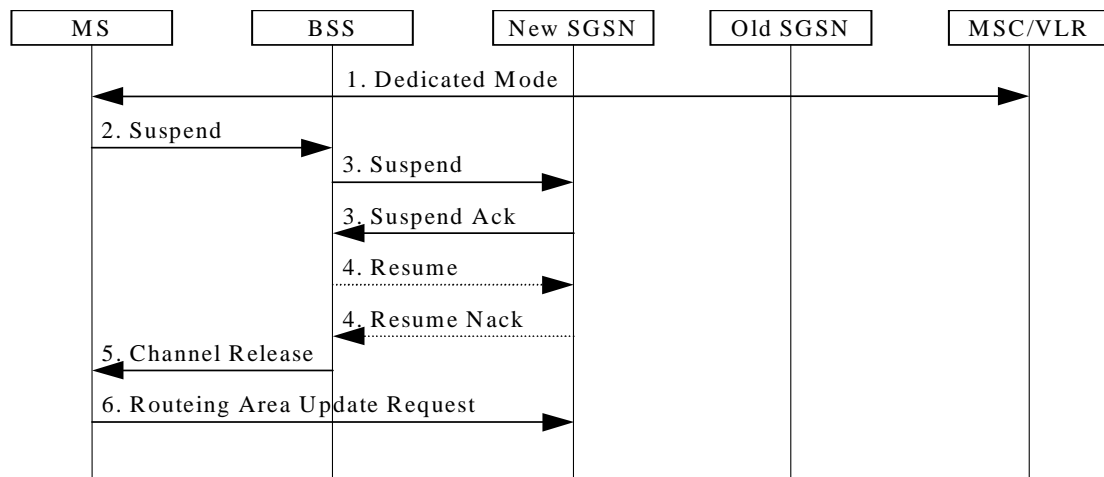 MS
BSS
New SGSN
Old SGSN
MSC/VLR
1. Dedicated Mode
2. Suspend
3. Suspend
3. Suspend Ack
4. Resume
4. Resume Nack
5. Channel Release
6. Routeing Area Update Request